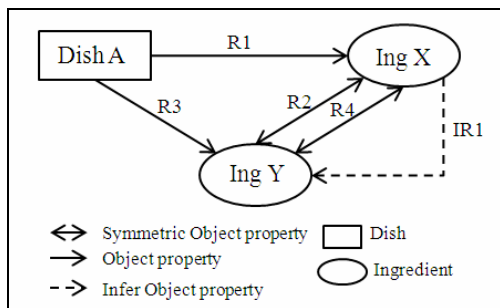 Dish A
R1
Ing X
R2
R4
R3
IR1
Ing Y
Symmetric Object property
Dish
Object property
Ingredient
Infer Object property